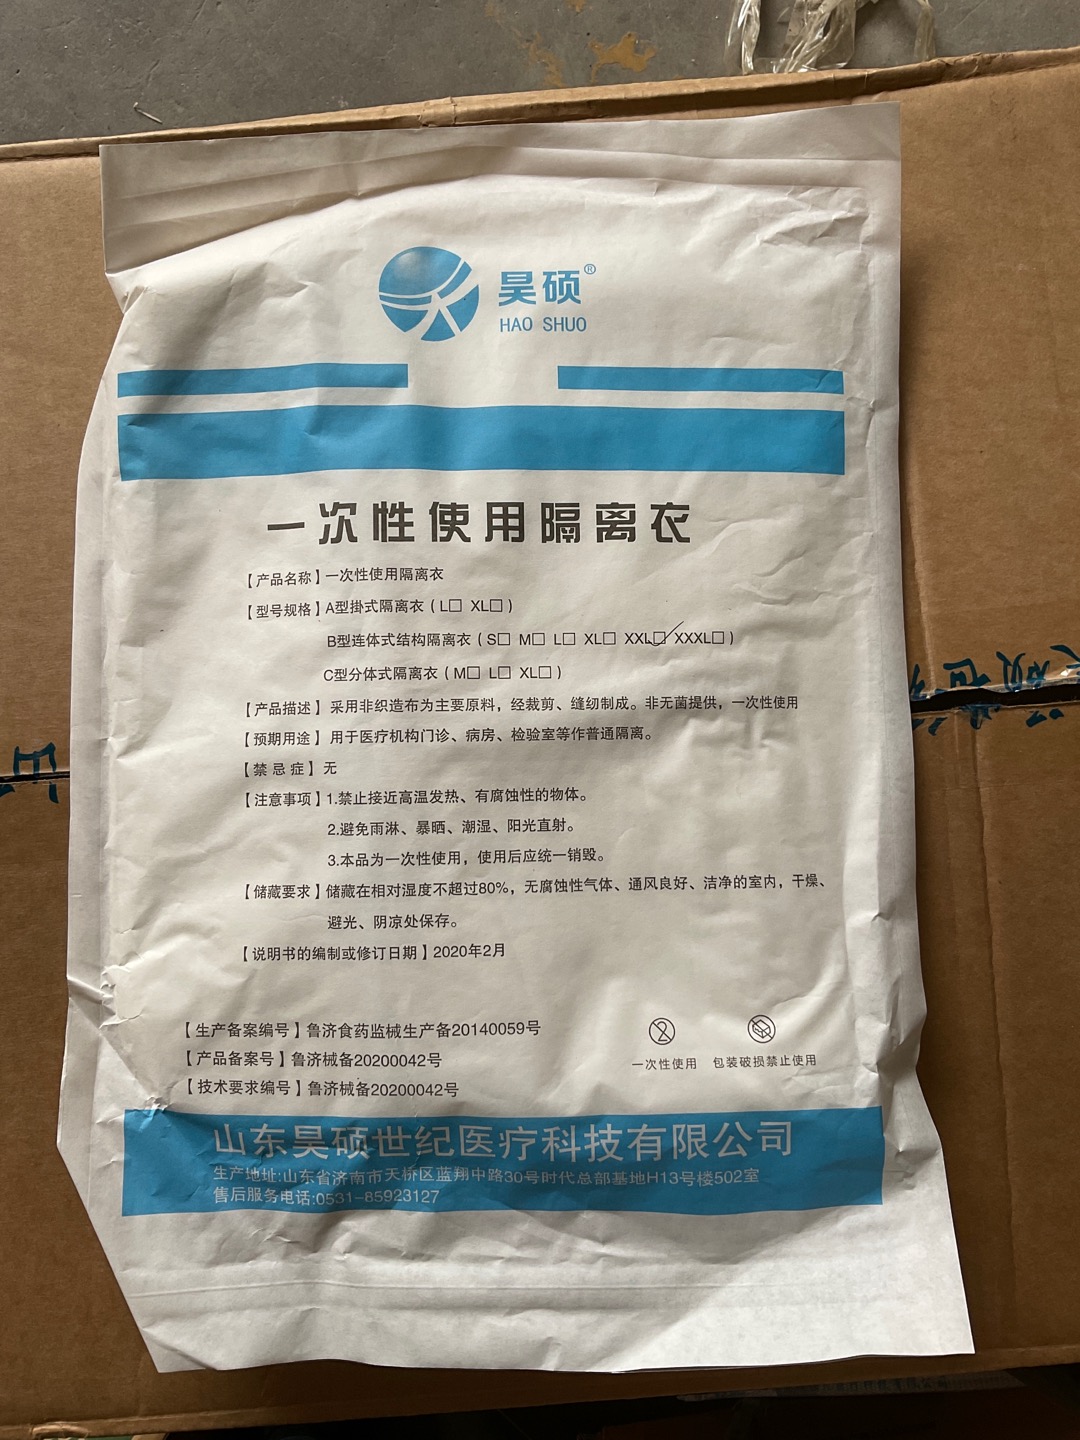 昊硕®
HAO SHUO
一次性使用隔离衣
【产品名称】一次性使用隔离衣
【型号规格】A型掛式隔离衣（L□ XL□）
B型连体式结构隔离衣（S□ M□ L□ XL□ XXL☑ XXXL□）
C型分体式隔离衣（M□ L□ XL□）
【产品描述】采用非织造布为主要原料，经裁剪、缝纫制成。非无菌提供，一次性使用
【预期用途】用于医疗机构门诊、病房、检验室等作普通隔离。
【禁忌症】无
【注意事项】1.禁止接近高温发热、有腐蚀性的物体。
2.避免雨淋、暴晒、潮湿、阳光直射。
3.本品为一次性使用，使用后应统一销毁。
【储藏要求】储藏在相对湿度不超过80%，无腐蚀性气体、通风良好、洁净的室内，干燥、
避光、阴凉处保存。
【说明书的编制或修订日期】2020年2月
【生产备案编号】鲁济食药监械生产备20140059号
【产品备案号】鲁济械备20200042号
【技术要求编号】鲁济械备20200042号
2
一次性使用 包装破损禁止使用
山东昊硕世纪医疗科技有限公司
生产地址:山东省济南市天桥区蓝翔中路30号时代总部基地H13号楼502室
售后服务电话:0531-85923127